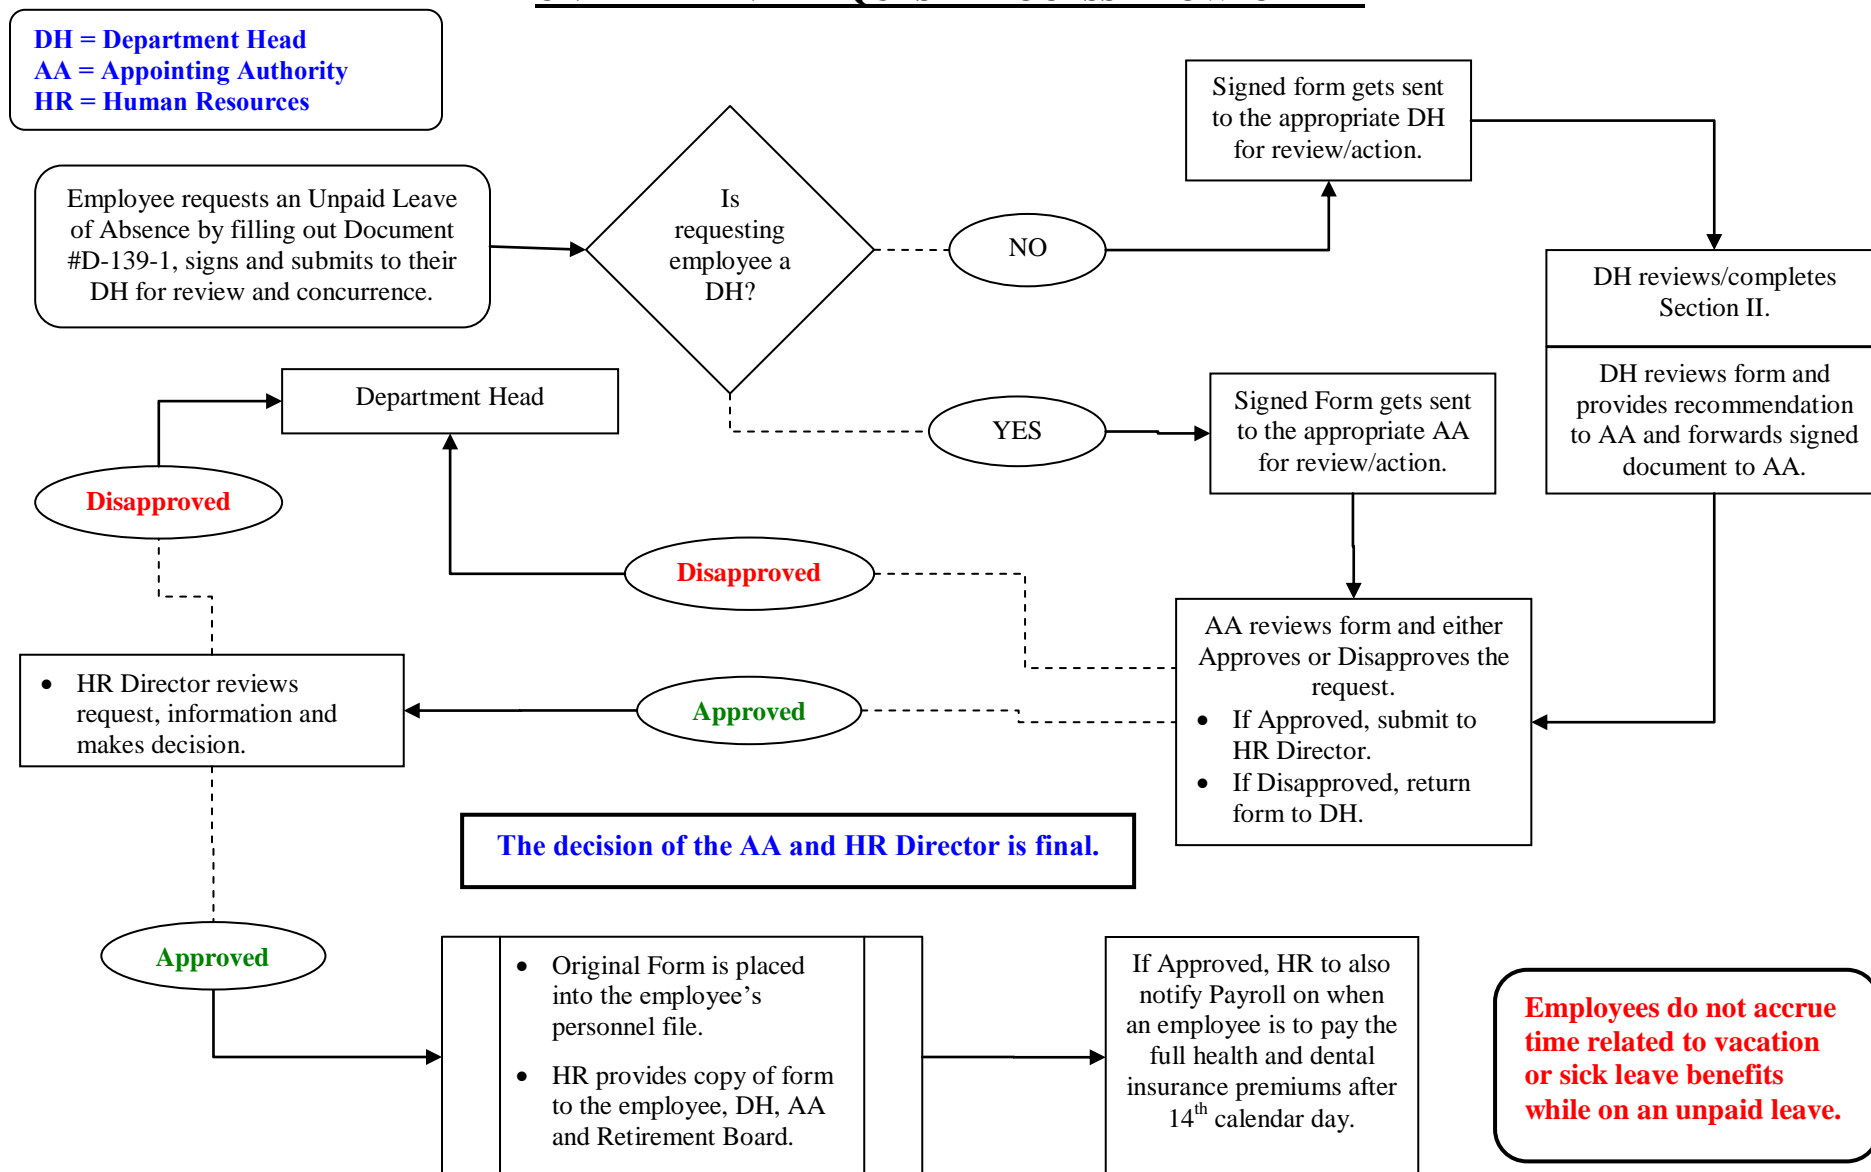 DH = Department Head
AA = Appointing Authority
HR = Human Resources
Employee requests an Unpaid Leave
of Absence by filling out Document
#D-139-1, signs and submits to their
DH for review and concurrence.
Is
requesting
employee a
DH?
NO
Signed form gets sent
to the appropriate DH
for review/action.
DH reviews/completes
Section II.
DH reviews form and
provides recommendation
to AA and forwards signed
document to AA.
YES
Signed Form gets sent
to the appropriate AA
for review/action.
Department Head
Disapproved
Disapproved
AA reviews form and either
Approves or Disapproves the
request.
• If Approved, submit to
HR Director.
• If Disapproved, return
form to DH.
Approved
• HR Director reviews
request, information and
makes decision.
The decision of the AA and HR Director is final.
Approved
• Original Form is placed
into the employee’s
personnel file.
• HR provides copy of form
to the employee, DH, AA
and Retirement Board.
If Approved, HR to also
notify Payroll on when
an employee is to pay the
full health and dental
insurance premiums after
14th calendar day.
Employees do not accrue
time related to vacation
or sick leave benefits
while on an unpaid leave.